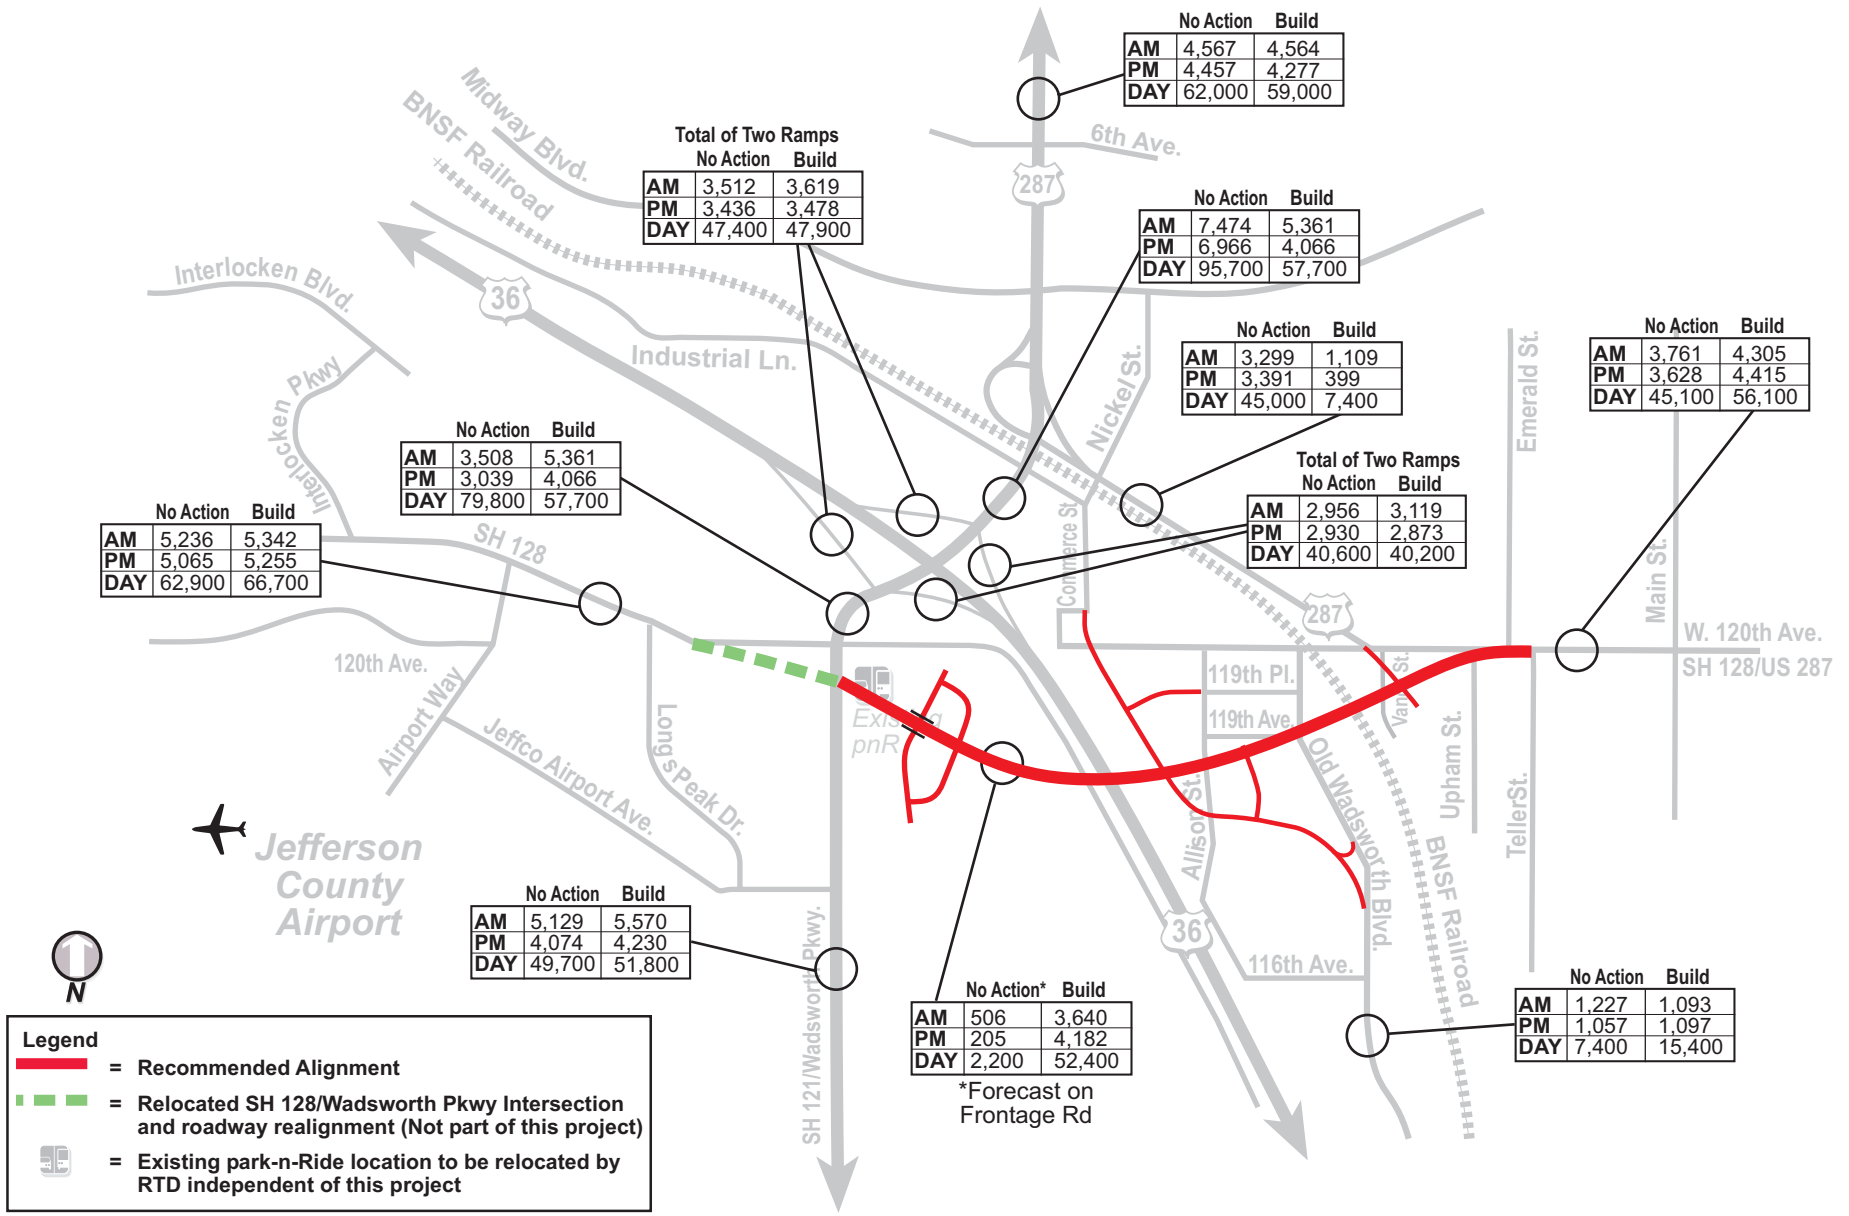 No Action Build
AM 4,567 4,564
PM 4,457 4,277
DAY 62,000 59,000
Midway Blvd.
BNSF Railroad
6th Ave.
287
Total of Two Ramps
No Action Build
AM 3,512 3,619
PM 3,436 3,478
DAY 47,400 47,900
No Action Build
AM 7,474 5,361
PM 6,966 4,066
DAY 95,700 57,700
Interlocken Blvd.
36
Industrial Ln.
Interlocken Pkwy
Nickel St.
No Action Build
AM 3,299 1,109
PM 3,391 399
DAY 45,000 7,400
Emerald St.
No Action Build
AM 3,761 4,305
PM 3,628 4,415
DAY 45,100 56,100
No Action Build
AM 3,508 5,361
PM 3,039 4,066
DAY 79,800 57,700
Total of Two Ramps
No Action Build
AM 2,956 3,119
PM 2,930 2,873
DAY 40,600 40,200
No Action Build
AM 5,236 5,342
PM 5,065 5,255
DAY 62,900 66,700
SH 128
Commerce St
Main St.
287
W. 120th Ave.
SH 128/US 287
120th Ave.
Airport Way
Longs Peak Dr.
Jeffco Airport Ave.
Existing
pnR
119th Pl.
119th Ave.
Allison St.
Old Wadsworth Blvd.
Upham St.
Teller St.
BNSF Railroad
Jefferson
County
Airport
36
116th Ave.
No Action Build
AM 5,129 5,570
PM 4,074 4,230
DAY 49,700 51,800
SH 121/Wadsworth Pkwy.
No Action* Build
AM 506 3,640
PM 205 4,182
DAY 2,200 52,400
*Forecast on
Frontage Rd
No Action Build
AM 1,227 1,093
PM 1,057 1,097
DAY 7,400 15,400
N
Legend
= Recommended Alignment
= Relocated SH 128/Wadsworth Pkwy Intersection
and roadway realignment (Not part of this project)
= Existing park-n-Ride location to be relocated by
RTD independent of this project